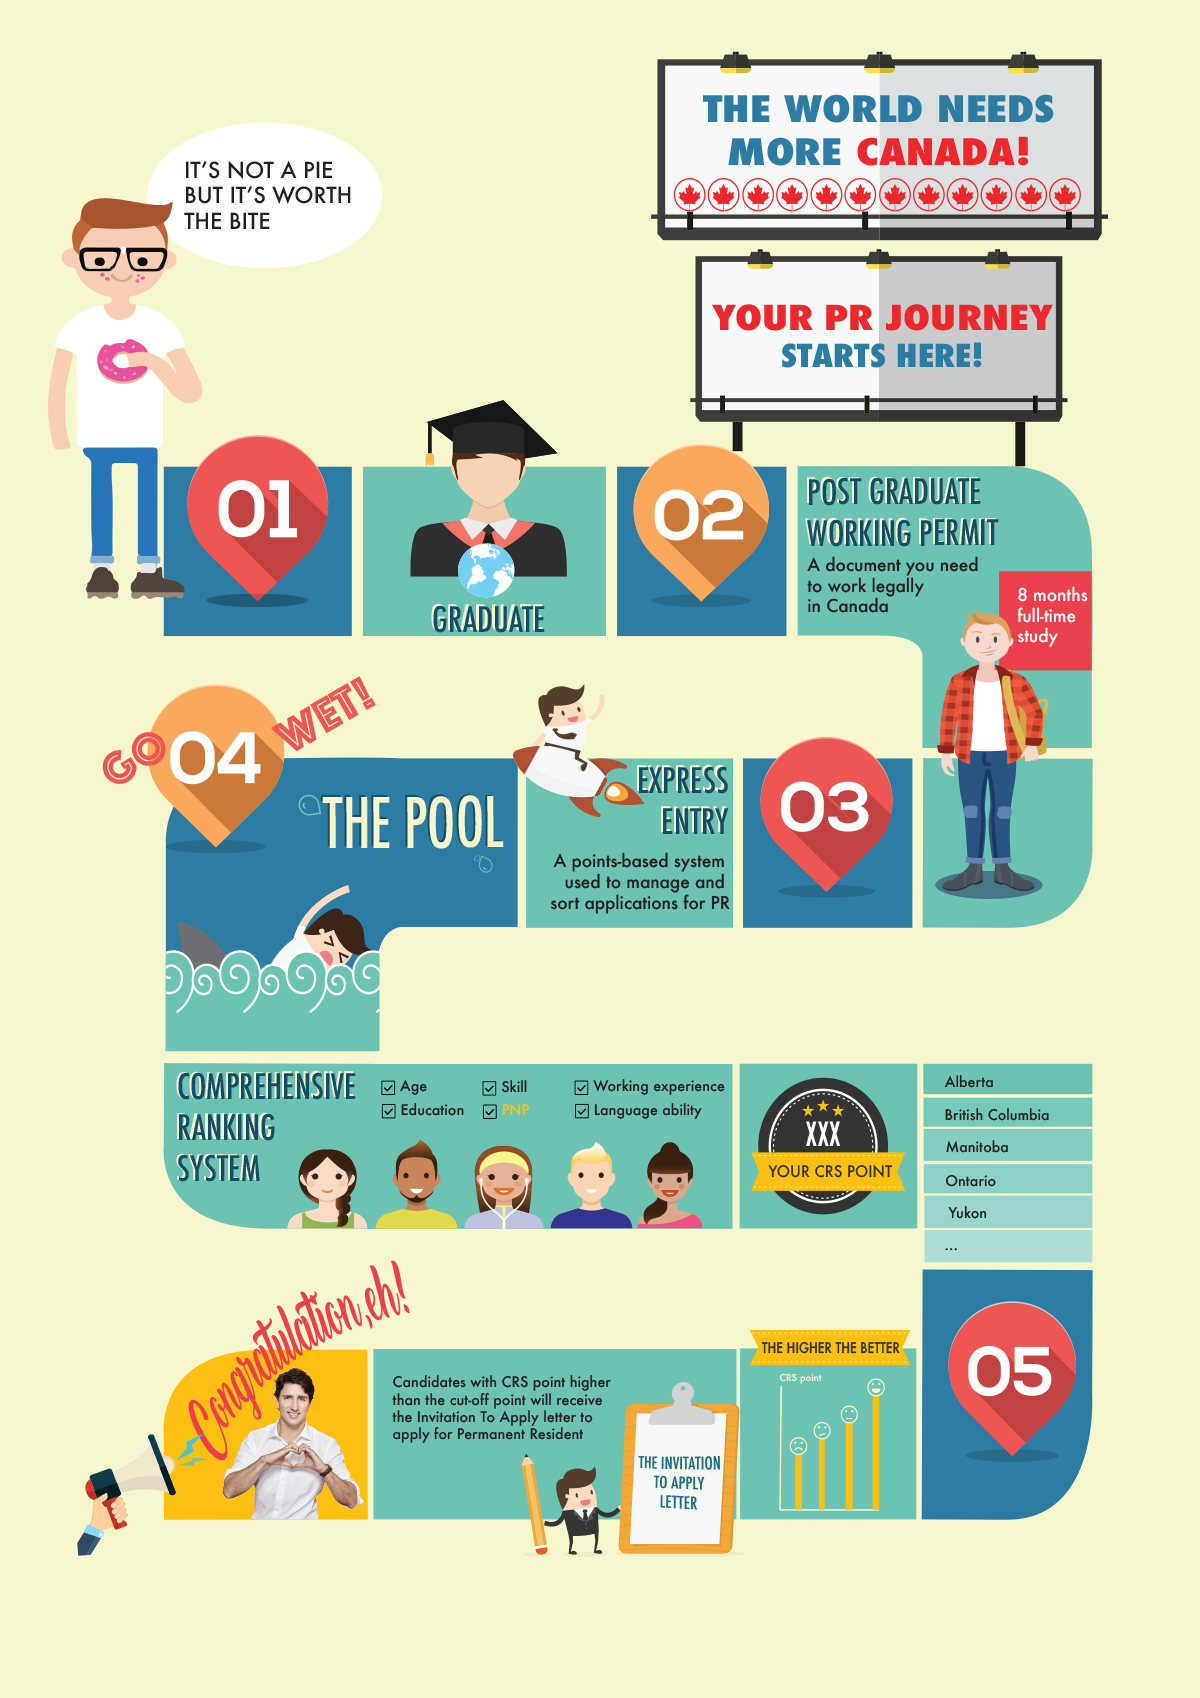 THE WORLD NEEDS
MORE CANADA!
IT'S NOT A PIE
BUT IT'S WORTH
THE BITE
YOUR PR JOURNEY
STARTS HERE!
01
GRADUATE
02
POST GRADUATE
WORKING PERMIT
A document you need
to work legally
in Canada
8 months
full-time
study
03
EXPRESS
ENTRY
A points-based system
used to manage and
sort applications for PR
GO
04
WET!
THE POOL
COMPREHENSIVE
RANKING
SYSTEM
Age
Skill
Working experience
Education
PNP
Language ability
XXX
YOUR CRS POINT
Alberta
British Columbia
Manitoba
Ontario
Yukon
...
05
THE HIGHER THE BETTER
CRS point
Candidates with CRS point higher
than the cut-off point will receive
the Invitation To Apply letter to
apply for Permanent Resident
THE INVITATION
TO APPLY
LETTER
Congratulation,eh!